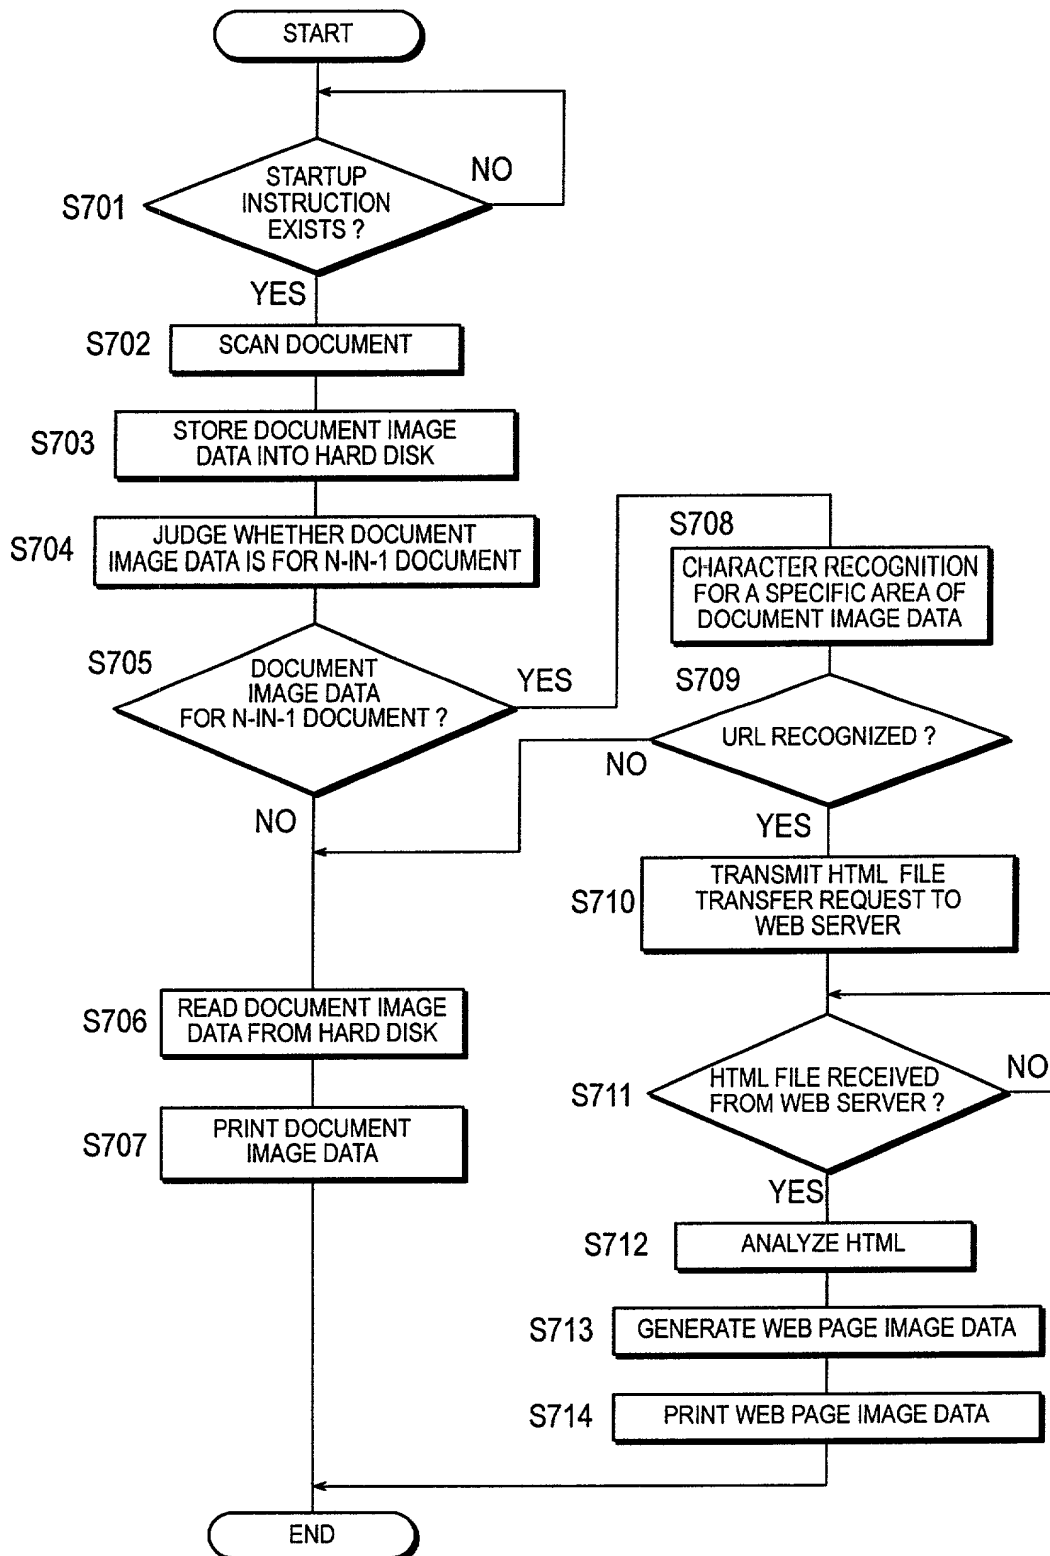 START
S701
STARTUP
INSTRUCTION
EXISTS ?
NO
YES
S702
SCAN DOCUMENT
S703
STORE DOCUMENT IMAGE
DATA INTO HARD DISK
S704
JUDGE WHETHER DOCUMENT
IMAGE DATA IS FOR N-IN-1 DOCUMENT
S705
DOCUMENT
IMAGE DATA
FOR N-IN-1 DOCUMENT ?
YES
NO
S706
READ DOCUMENT IMAGE
DATA FROM HARD DISK
S707
PRINT DOCUMENT
IMAGE DATA
S708
CHARACTER RECOGNITION
FOR A SPECIFIC AREA OF
DOCUMENT IMAGE DATA
S709
URL RECOGNIZED ?
NO
YES
S710
TRANSMIT HTML FILE
TRANSFER REQUEST TO
WEB SERVER
S711
HTML FILE RECEIVED
FROM WEB SERVER ?
NO
YES
S712
ANALYZE HTML
S713
GENERATE WEB PAGE IMAGE DATA
S714
PRINT WEB PAGE IMAGE DATA
END